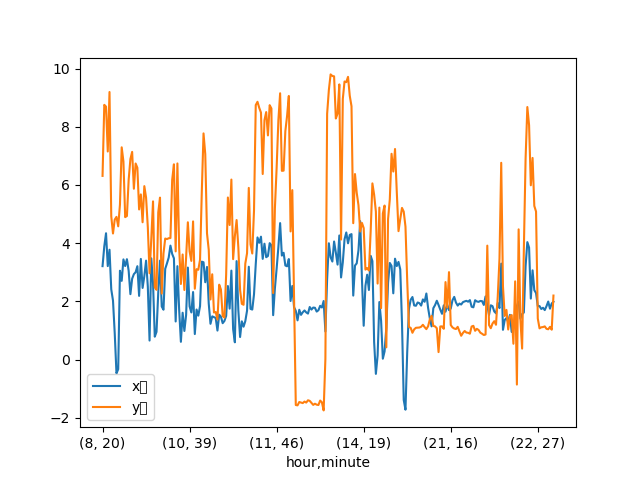 10
8
6
4
2
0
−2
x
y
(8, 20) (10, 39) (11, 46) (14, 19) (21, 16) (22, 27)
hour,minute